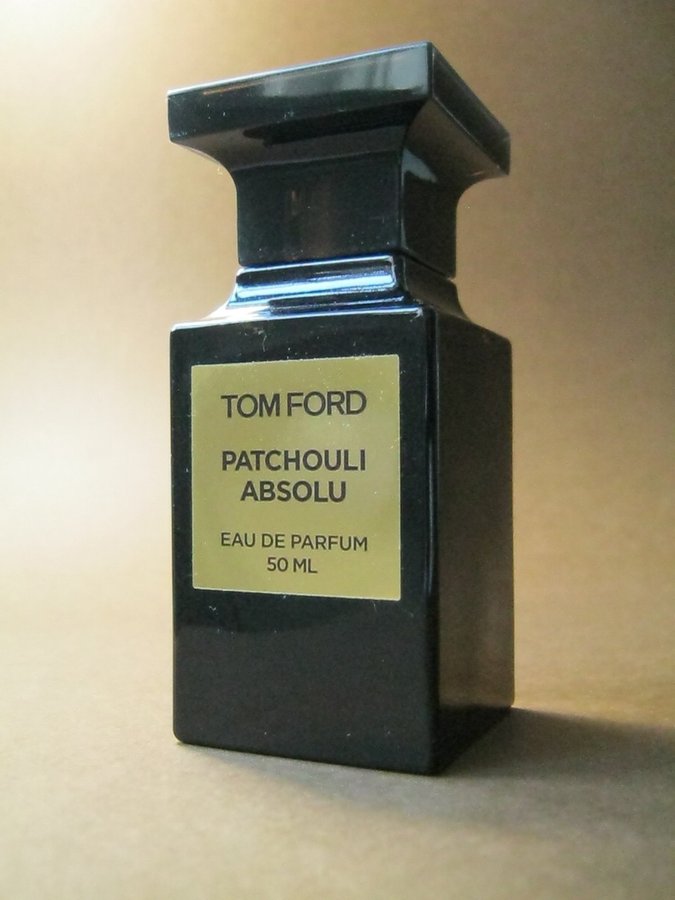 TOM FORD
PATCHOULI
ABSOLU
EAU DE PARFUM
50 ML